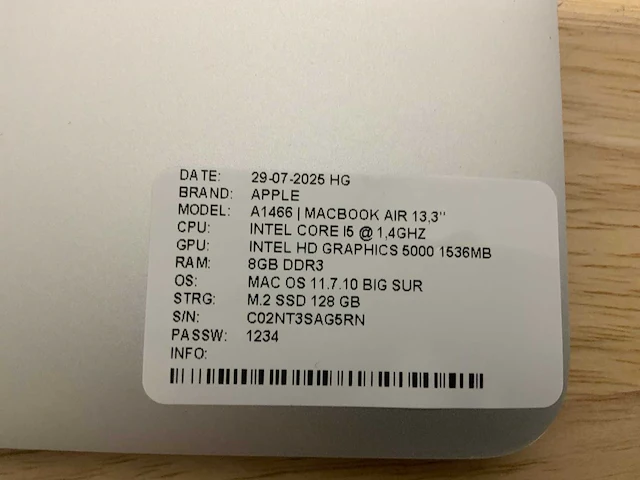 DATE: 29-07-2025 HG
BRAND: APPLE
MODEL: A1466 | MACBOOK AIR 13,3''
CPU: INTEL CORE I5 @ 1,4GHZ
GPU: INTEL HD GRAPHICS 5000 1536MB
RAM: 8GB DDR3
OS: MAC OS 11.7.10 BIG SUR
STRG: M.2 SSD 128 GB
S/N: C02NT3SAG5RN
PASSW: 1234
INFO: